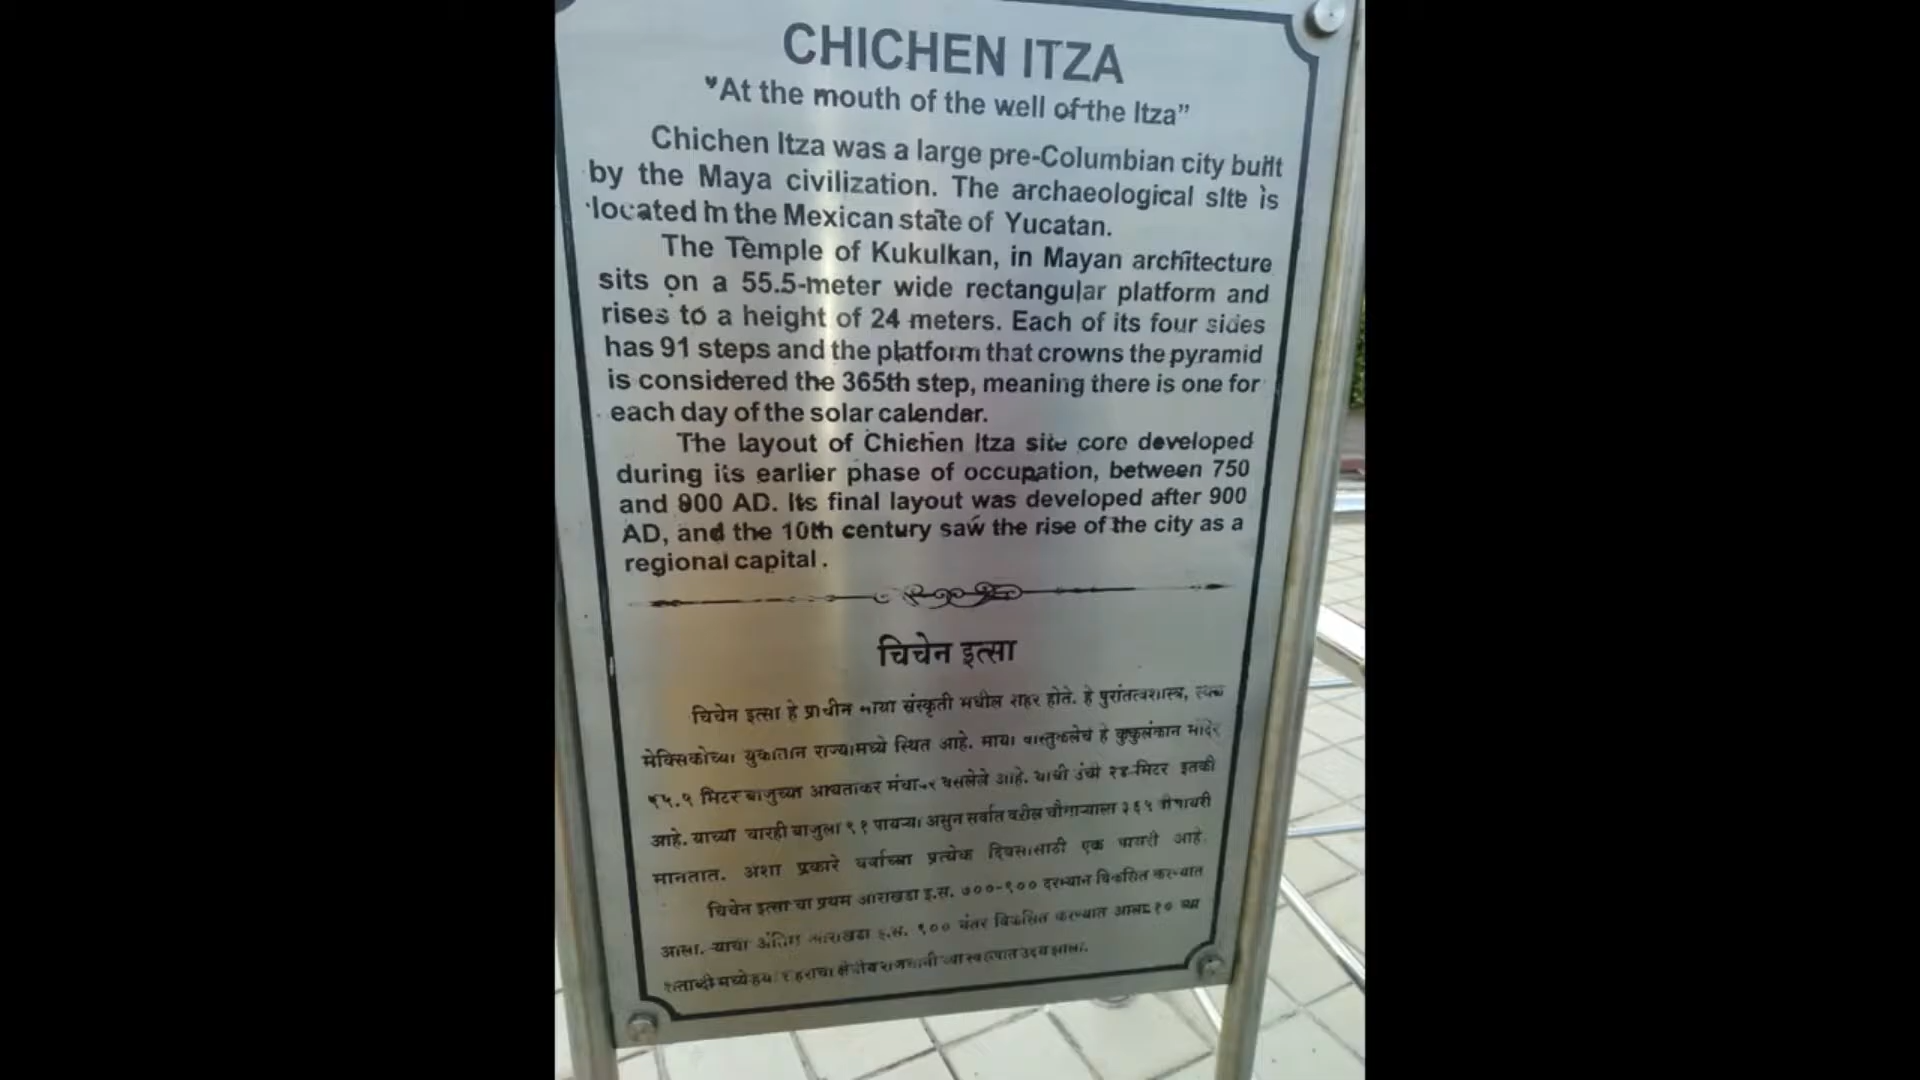 CHICHEN ITZA
"At the mouth of the well of the Itza"
Chichen Itza was a large pre-Columbian city built
by the Maya civilization. The archaeological site is
located in the Mexican state of Yucatan.
The Temple of Kukulkan, in Mayan architecture
sits on a 55.5-meter wide rectangular platform and
rises to a height of 24 meters. Each of its four sides
has 91 steps and the platform that crowns the pyramid
is considered the 365th step, meaning there is one for
each day of the solar calendar.
The layout of Chichen Itza site core developed
during its earlier phase of occupation, between 750
and 900 AD. Its final layout was developed after 900
AD, and the 10th century saw the rise of the city as a
regional capital.
चिचेन इत्सा
चिचेन इत्सा हे प्राचीन माया संस्कृती मधील शहर होते. हे पुरांतत्वशास्त्र,
मेक्सिकोच्या युकातान राज्यामध्ये स्थित आहे. माया वास्तुकलेचे हे कुकुलंकान
५५.५ मिटर बाजुच्या आयताकर बसलेले आहे. याची उंची २४ मिटर इतकी
आहे. याच्या चारही बाजुला ९१ पायऱ्या असुन सर्वात वरील ३६५ वी पायरी
मानतात. अशा प्रकारे वर्षाच्या प्रत्येक दिवसासाठी एक पायरी आहे.
चिचेन इत्सा चा प्रथम आराखडा इ.स. ७००-९०० दरम्यान विकसित करण्यात
आला. याचा अंतिम आराखडा इ.स. ९०० नंतर विकसित करण्यात १० व्या
उदय झाला.